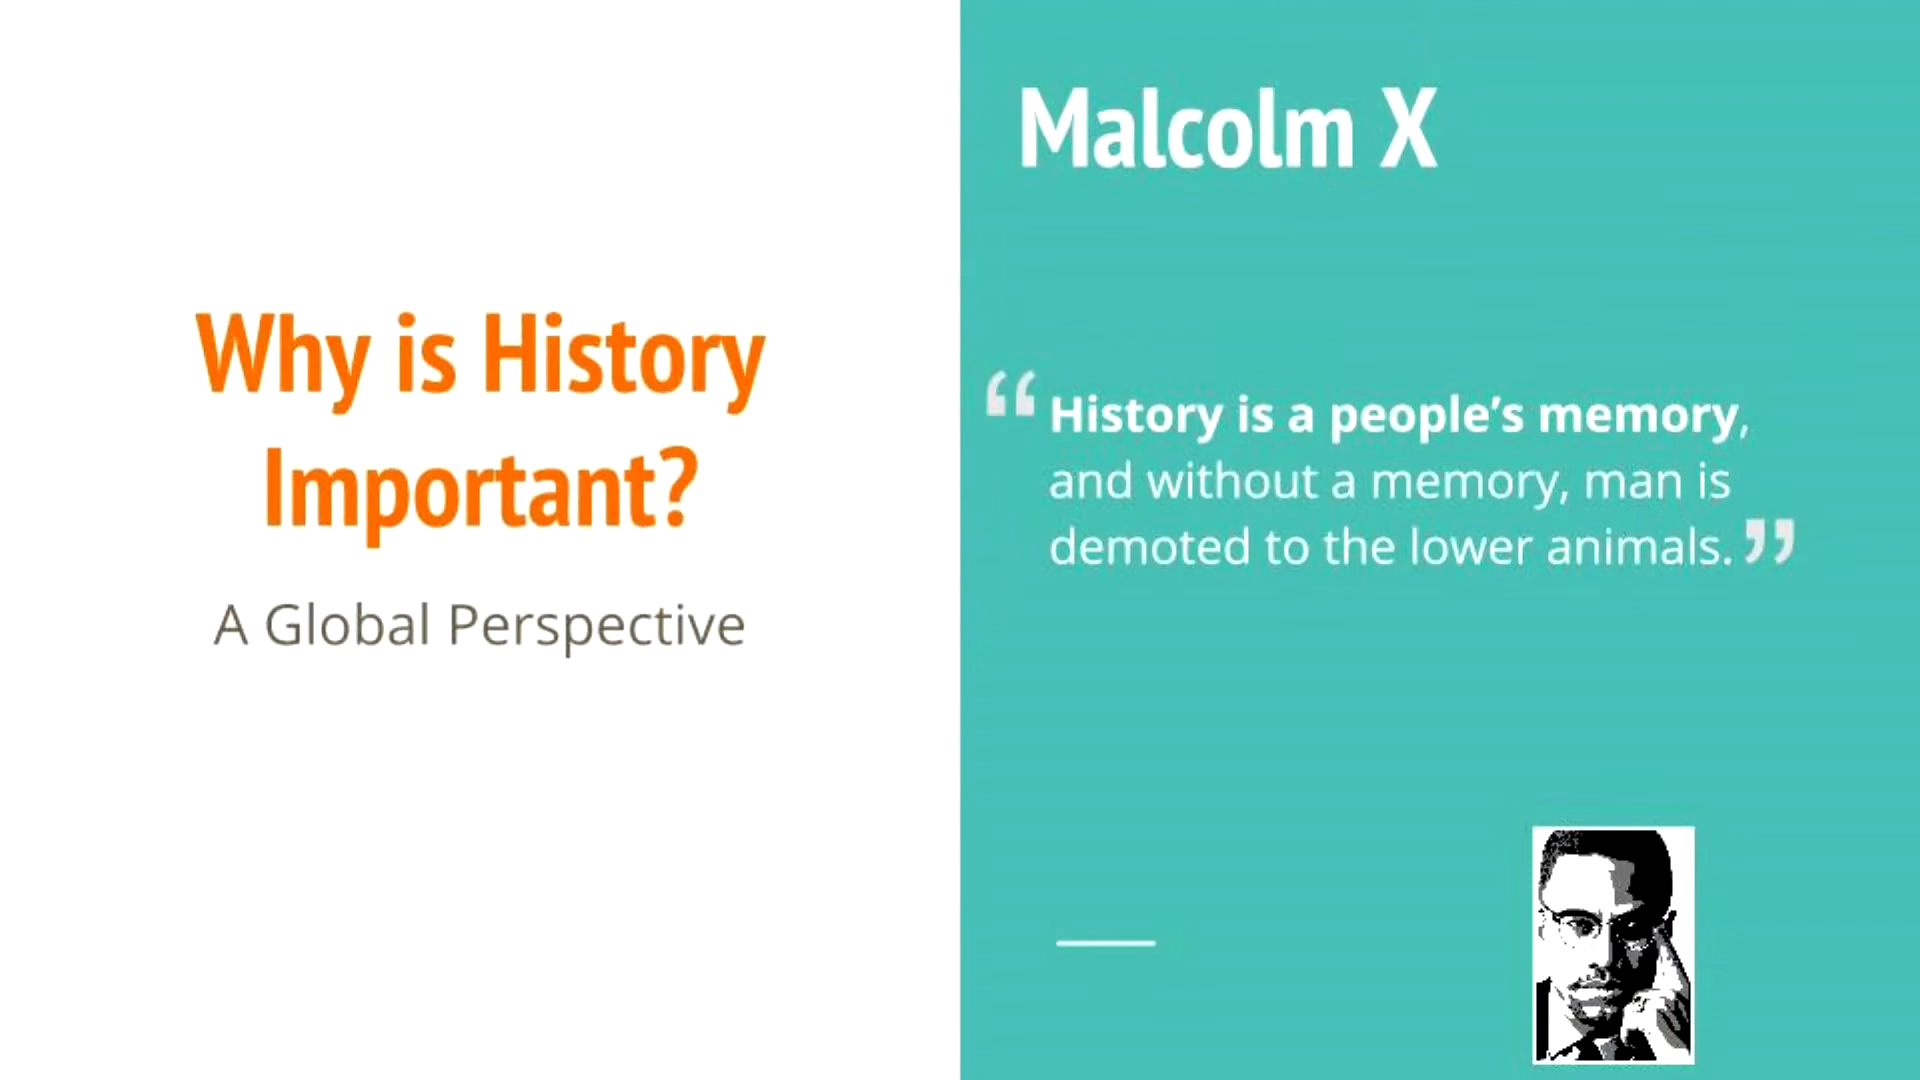 Why is History
Important?
A Global Perspective
Malcolm X
“History is a people’s memory,
and without a memory, man is
demoted to the lower animals.”